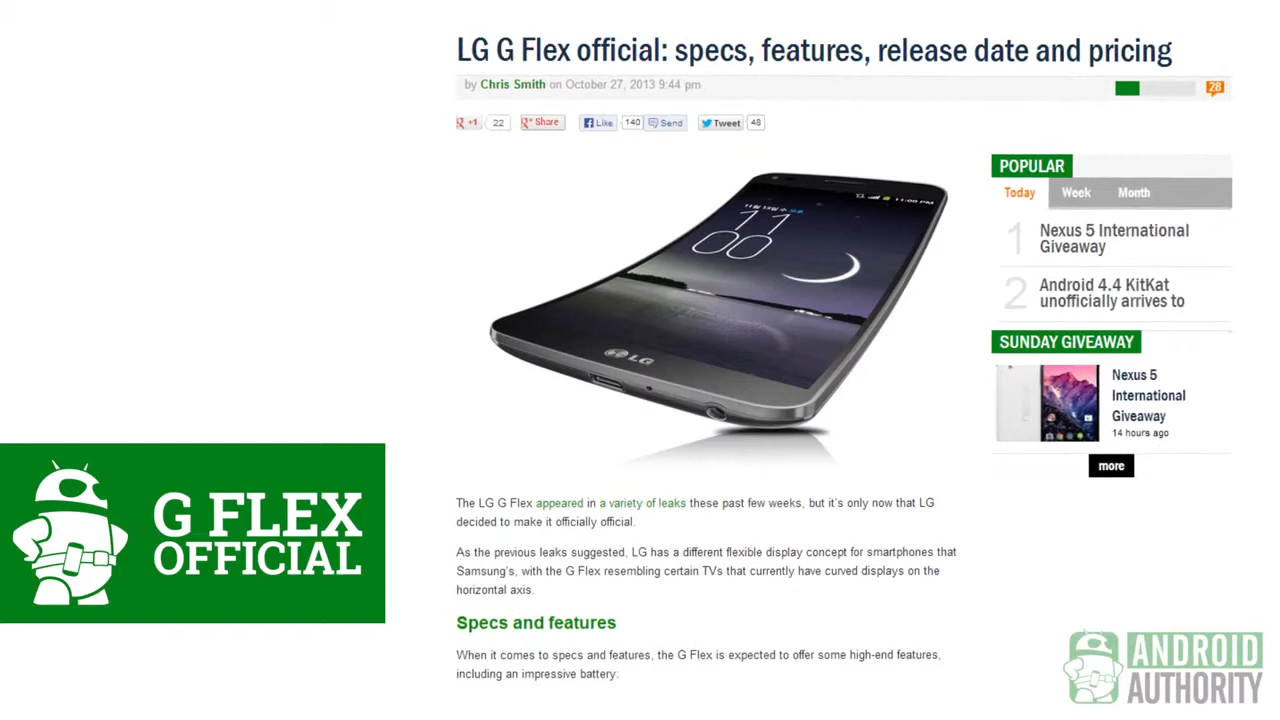 LG G Flex official: specs, features, release date and pricing
by Chris Smith on October 27, 2013 9:44 pm
28
+1 22 Share Like 140 Send Tweet 48
POPULAR
Today Week Month
1 Nexus 5 International
Giveaway
2 Android 4.4 KitKat
unofficially arrives to
SUNDAY GIVEAWAY
Nexus 5
International
Giveaway
14 hours ago
more
11:00 PM
11
00
LG
The LG G Flex appeared in a variety of leaks these past few weeks, but it's only now that LG
decided to make it officially official.
As the previous leaks suggested, LG has a different flexible display concept for smartphones that
Samsung's, with the G Flex resembling certain TVs that currently have curved displays on the
horizontal axis.
Specs and features
When it comes to specs and features, the G Flex is expected to offer some high-end features,
including an impressive battery:
G FLEX
OFFICIAL
ANDROID
AUTHORITY